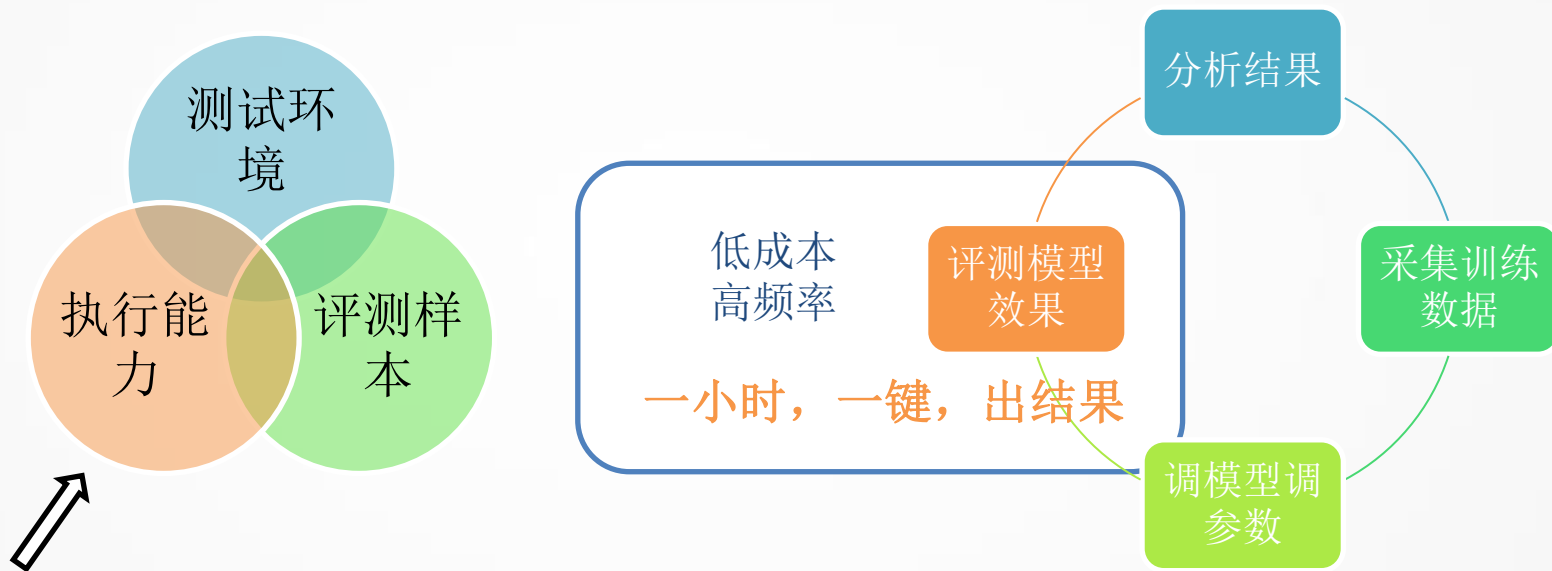 测试环
境
执行能
力
评测样
本
低成本
高频率
一小时，一键，出结果
分析结果
评测模型
效果
采集训练
数据
调模型调
参数